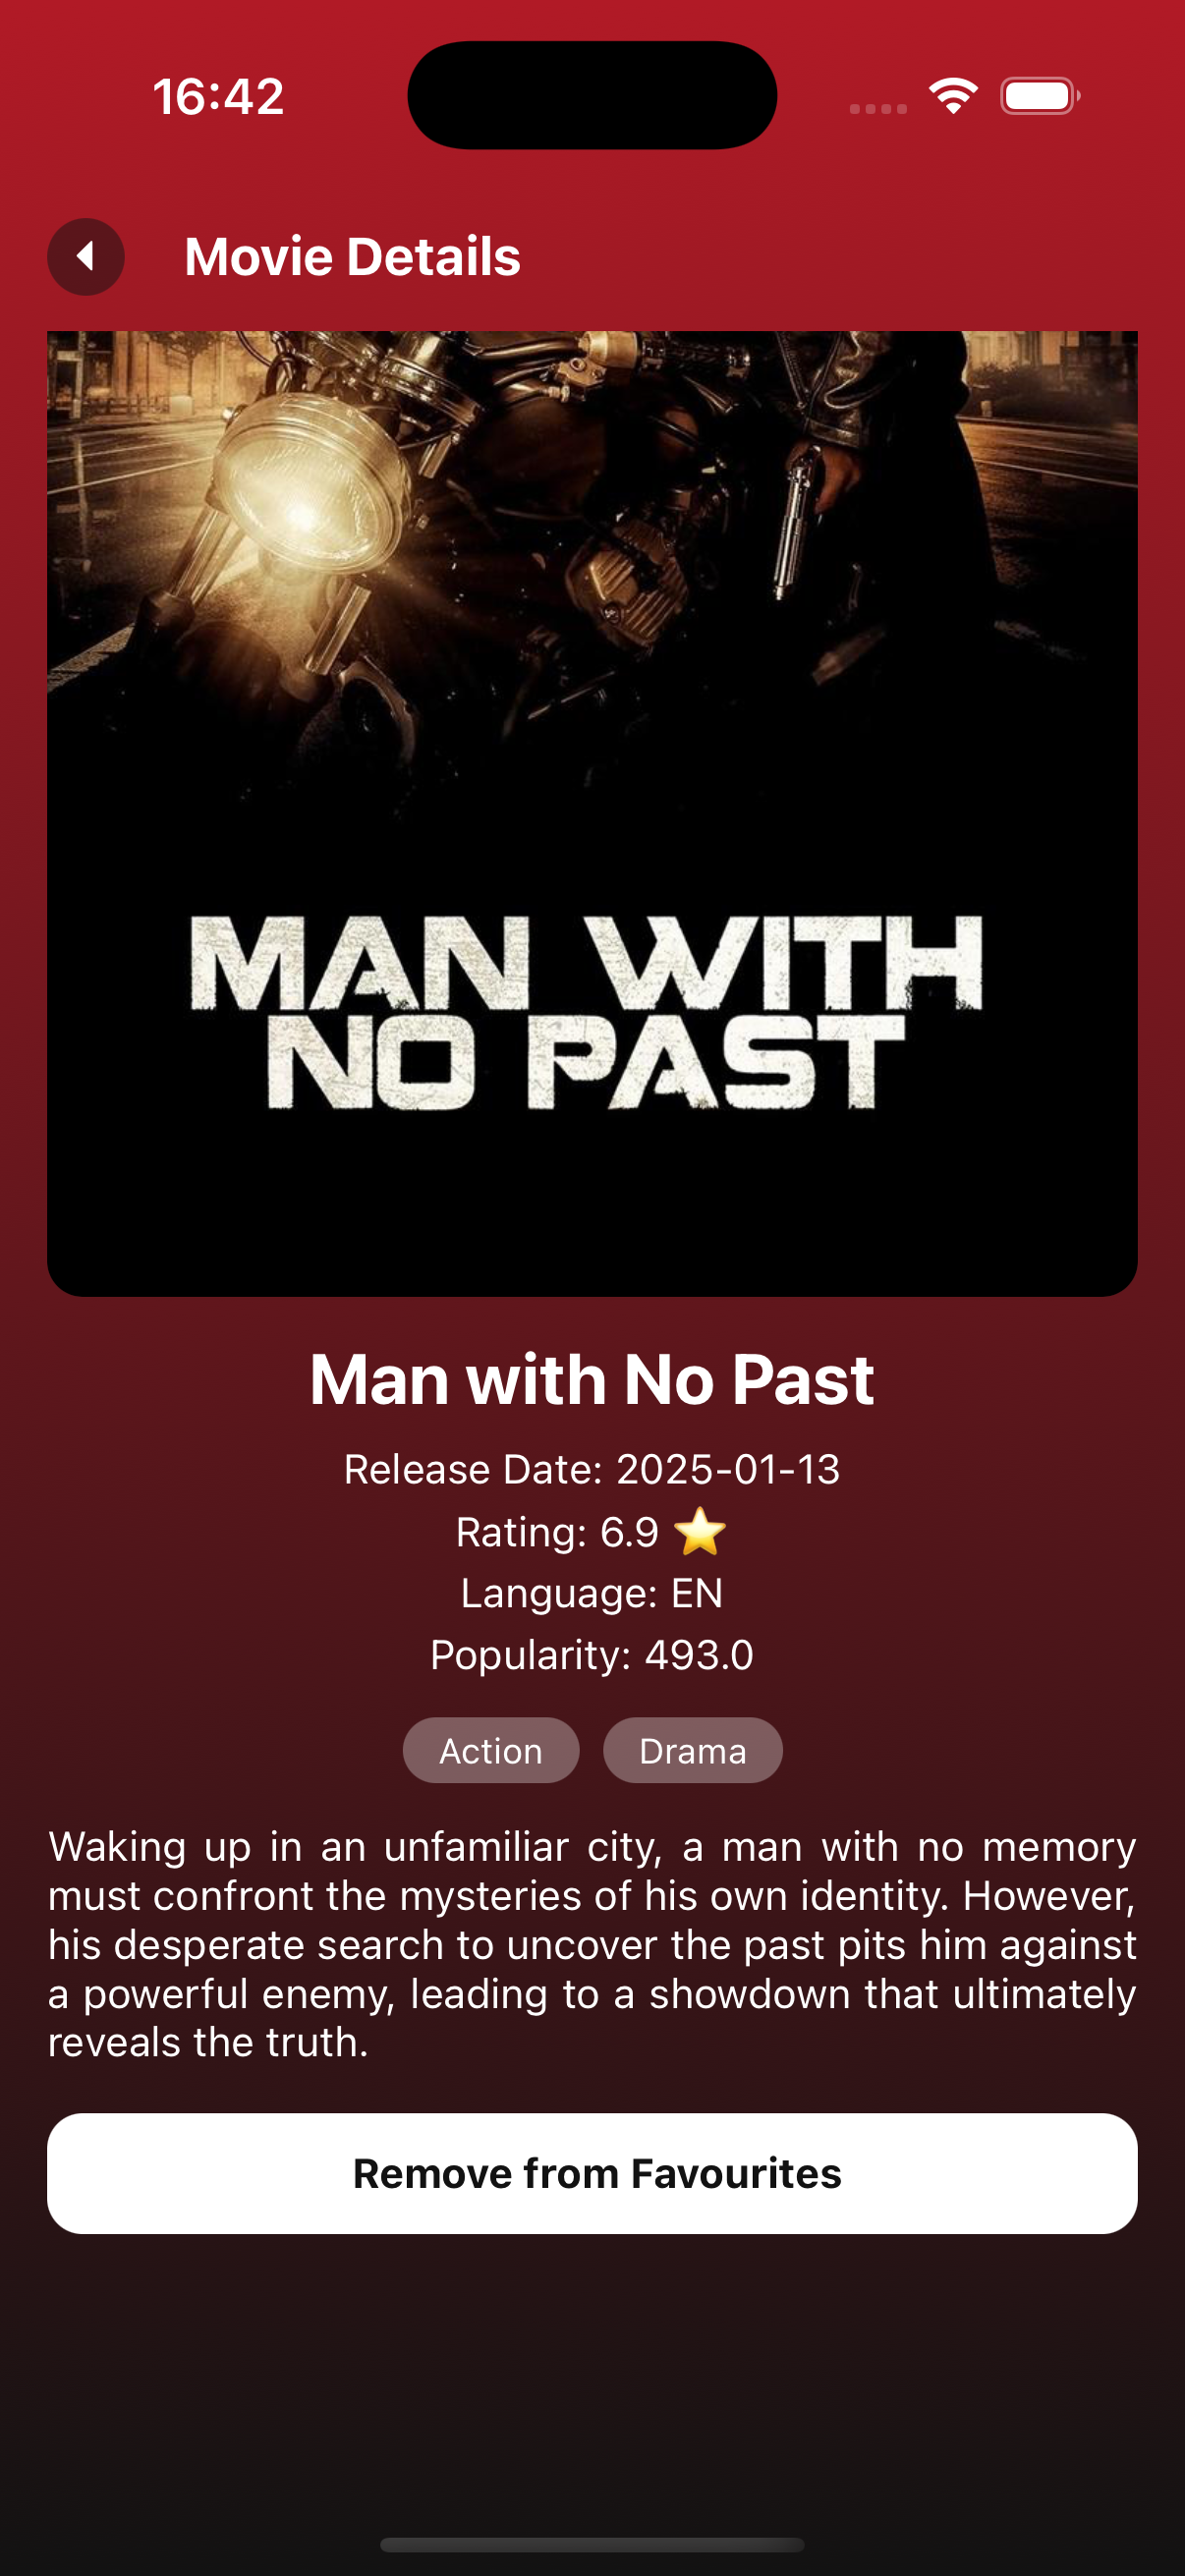 16:42
Movie Details
MAN WITH
NO PAST
Man with No Past
Release Date: 2025-01-13
Rating: 6.9 ⭐
Language: EN
Popularity: 493.0
Action Drama
Waking up in an unfamiliar city, a man with no memory
must confront the mysteries of his own identity. However,
his desperate search to uncover the past pits him against
a powerful enemy, leading to a showdown that ultimately
reveals the truth.
Remove from Favourites